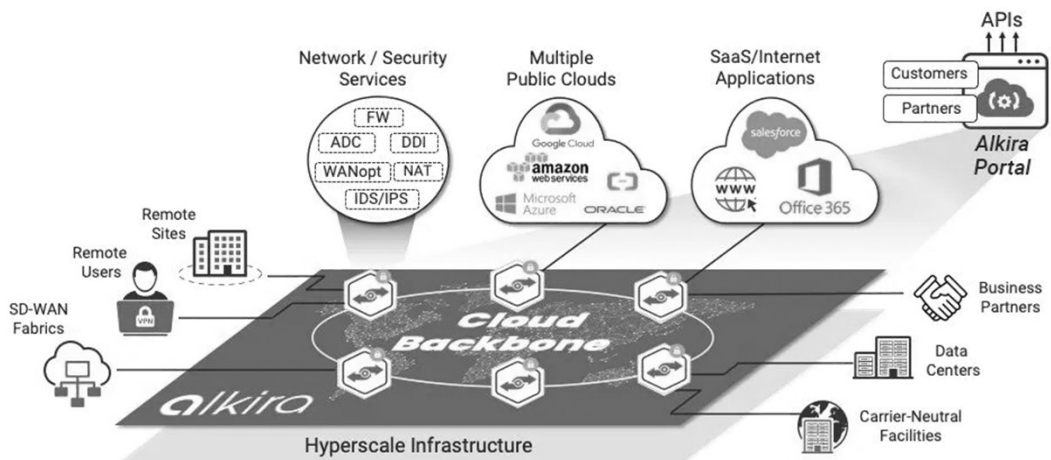 APIs
Customers
Partners
Alkira
Portal
Network / Security
Services
FW
ADC DDI
WANopt NAT
IDS/IPS
Multiple
Public Clouds
Google Cloud
amazon
webservices
Microsoft
Azure
ORACLE
SaaS/Internet
Applications
salesforce
www
Office 365
Remote
Sites
Remote
Users
VPN
SD-WAN
Fabrics
Cloud
Backbone
Business
Partners
Data
Centers
Carrier-Neutral
Facilities
alkira
Hyperscale Infrastructure